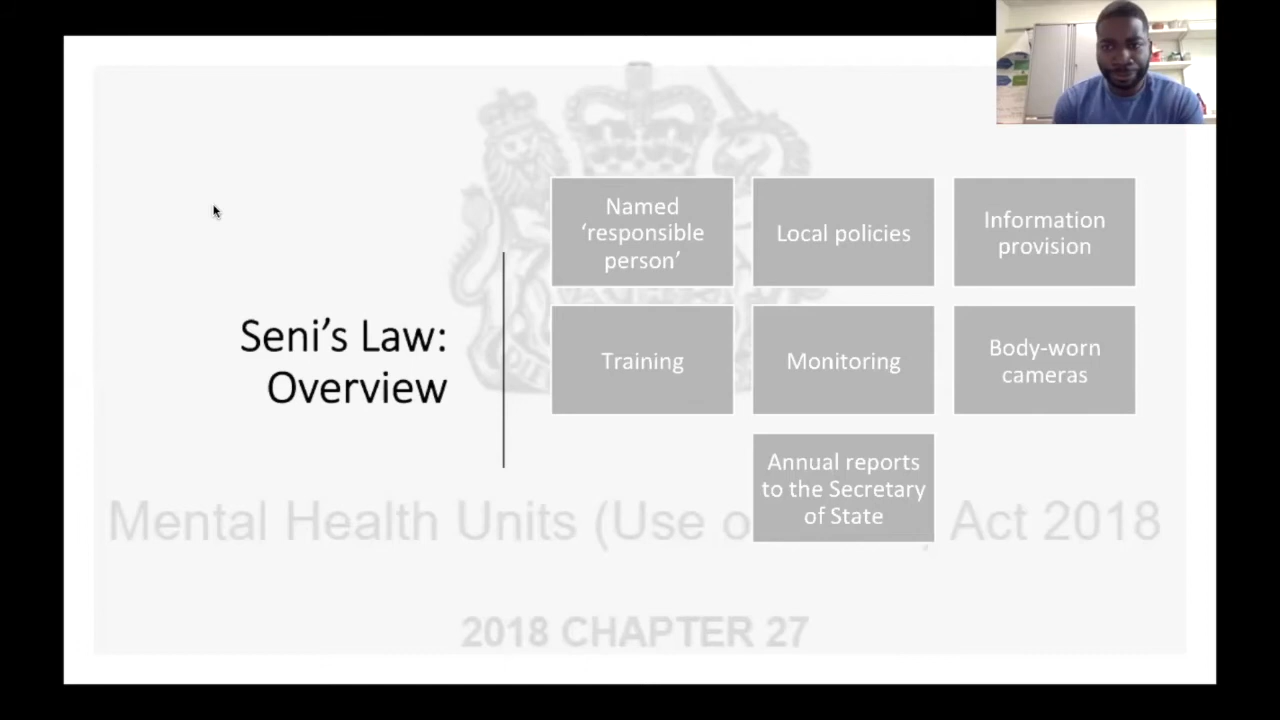 Seni's Law:
Overview
Named
‘responsible
person’
Local policies
Information
provision
Training
Monitoring
Body-worn
cameras
Annual reports
to the Secretary
of State
Mental Health Units (Use o Act 2018
2018 CHAPTER 27